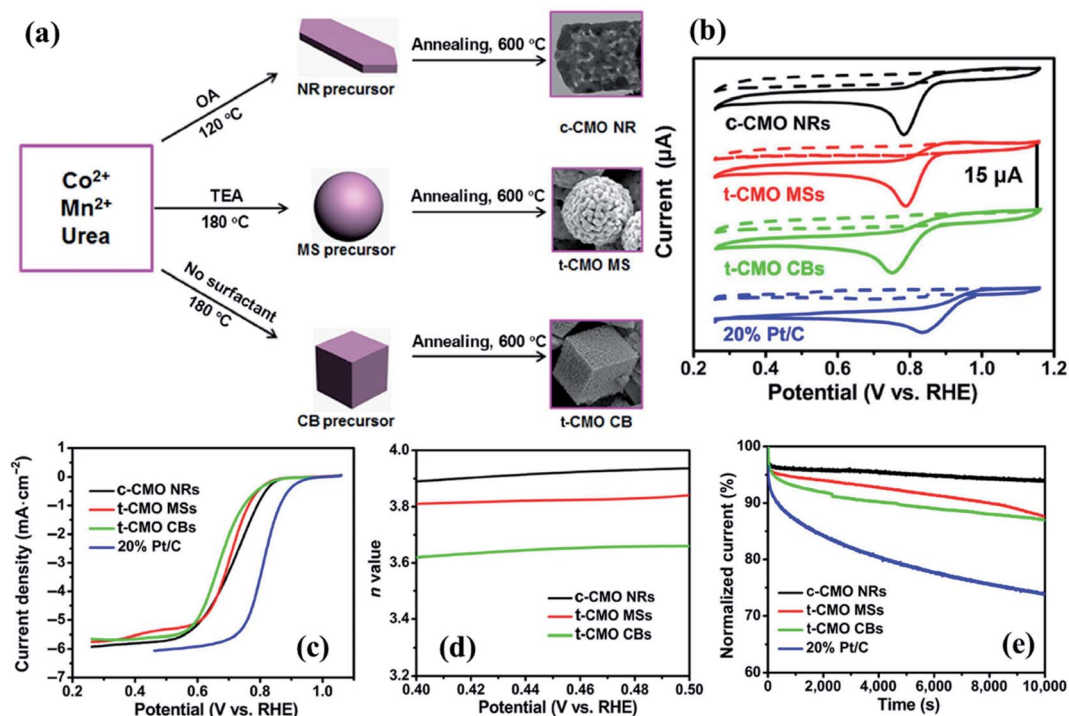 (a)
Co²⁺
Mn²⁺
Urea
OA
120 °C
NR precursor
Annealing, 600 °C
c-CMO NR
TEA
180 °C
MS precursor
Annealing, 600 °C
t-CMO MS
No surfactant
180 °C
CB precursor
Annealing, 600 °C
t-CMO CB
(b)
Current (µA)
c-CMO NRs
t-CMO MSs
15 µA
t-CMO CBs
20% Pt/C
0.2 0.4 0.6 0.8 1.0 1.2
Potential (V vs. RHE)
Current density (mA·cm⁻²)
1
0
−1
−2
−3
−4
−5
−6
−7
c-CMO NRs
t-CMO MSs
t-CMO CBs
20% Pt/C
(c)
0.2 0.4 0.6 0.8 1.0
Potential (V vs. RHE)
n value
4.0
3.8
3.6
3.4
3.2
c-CMO NRs
t-CMO MSs
t-CMO CBs
(d)
0.40 0.42 0.44 0.46 0.48 0.50
Potential (V vs. RHE)
Normalized current (%)
100
90
80
70
60
c-CMO NRs
t-CMO MSs
t-CMO CBs
20% Pt/C
(e)
0 2,000 4,000 6,000 8,000 10,000
Time (s)